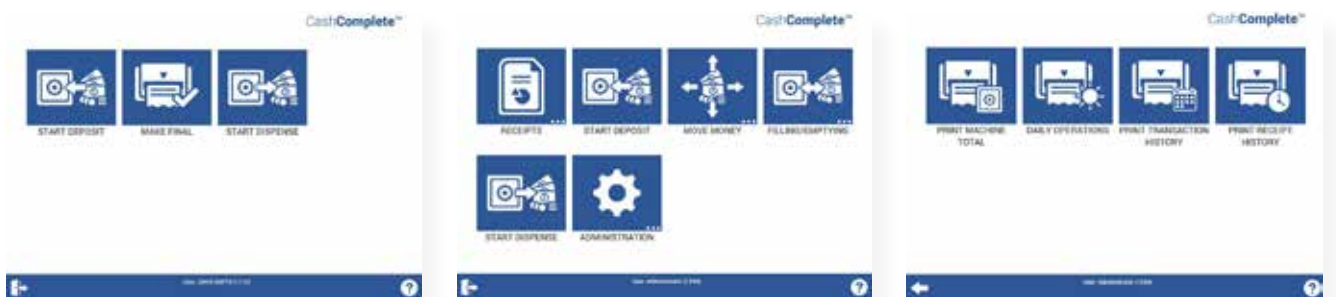 CashComplete™
START DEPOSIT
MAKE FINAL
START DISPENSE
?
CashComplete™
RECEIPTS
START DEPOSIT
MOVE MONEY
FILLING/EMPTYING
START DISPENSE
ADMINISTRATION
?
CashComplete™
PRINT MACHINE
TOTAL
DAILY OPERATIONS
PRINT TRANSACTION
HISTORY
PRINT RECEIPT
HISTORY
?